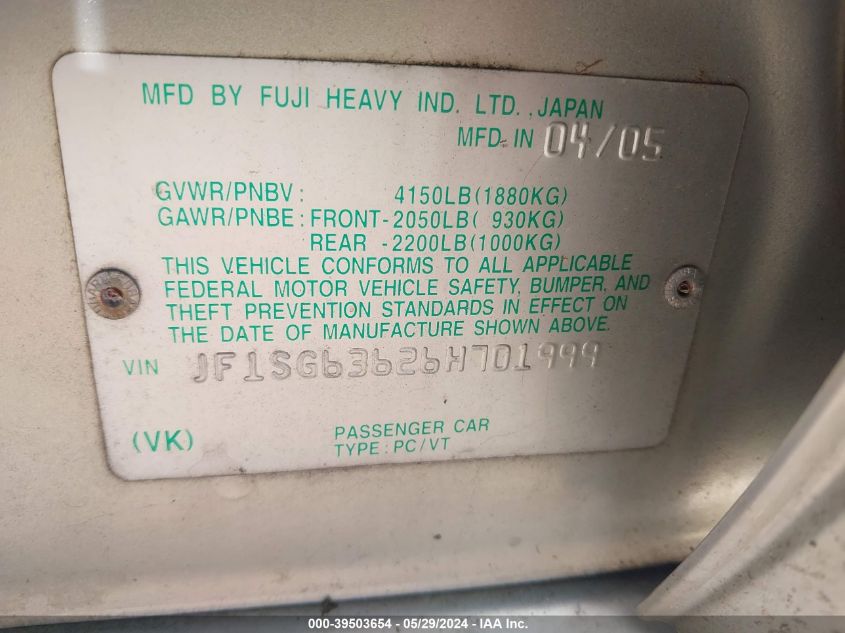 MFD BY FUJI HEAVY IND. LTD., JAPAN
MFD. IN 04/05
GVWR/PNBV: 4150LB(1880KG)
GAWR/PNBE: FRONT-2050LB( 930KG)
REAR -2200LB(1000KG)
THIS VEHICLE CONFORMS TO ALL APPLICABLE
FEDERAL MOTOR VEHICLE SAFETY, BUMPER, AND
THEFT PREVENTION STANDARDS IN EFFECT ON
THE DATE OF MANUFACTURE SHOWN ABOVE.
VIN JF1SG63626H701999
(VK) PASSENGER CAR
TYPE: PC/VT
000-39503654 - 05/29/2024 - IAA Inc.